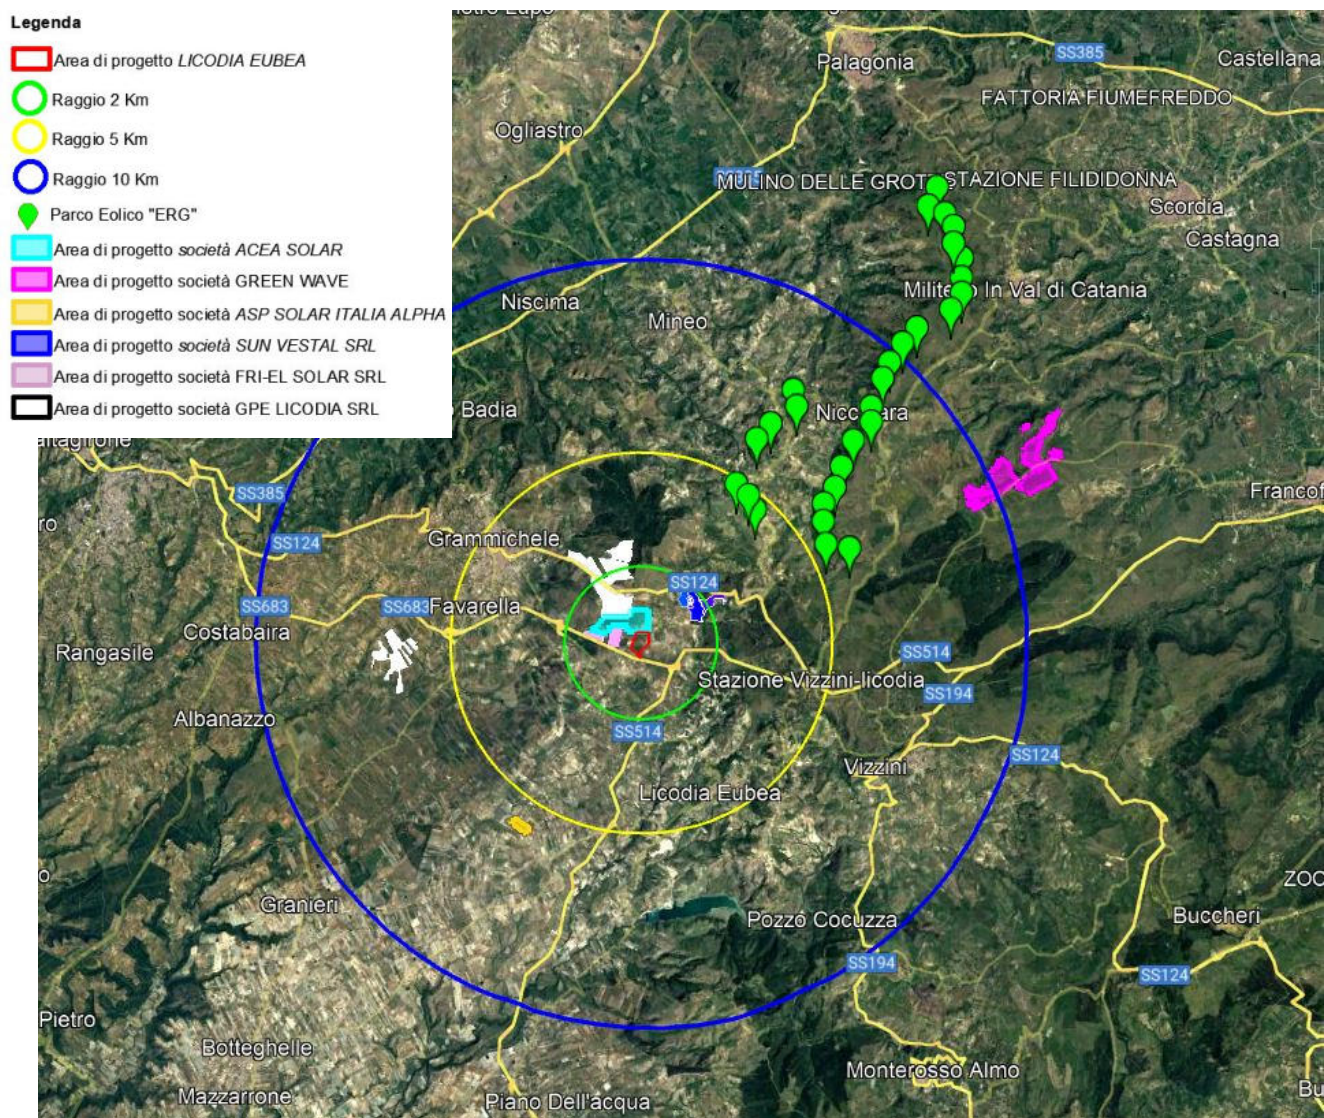 Legenda
Area di progetto LICODIA EUBEA
Raggio 2 Km
Raggio 5 Km
Raggio 10 Km
Parco Eolico "ERG"
Area di progetto società ACEA SOLAR
Area di progetto società GREEN WAVE
Area di progetto società ASP SOLAR ITALIA ALPHA
Area di progetto società SUN VESTAL SRL
Area di progetto società FRI-EL SOLAR SRL
Area di progetto società GPE LICODIA SRL
SS385
Palagonia
Castellana
FATTORIA FIUMEFREDDO
Ogliastro
MULINO DELLE GROT
STAZIONE FILIDIDONNA
Scordia
Castagna
Niscima
Militello In Val di Catania
Mineo
Badia
Nicc
ara
SS385
Francof
ro
SS124
Grammichele
SS124
SS683
SS683
Favarella
Costabaira
Rangasile
SS514
Stazione Vizzini-licodia
SS194
Albanazzo
SS514
SS124
Vizzini
Licodia Eubea
o
ZOO
Granieri
Pozzo Cocuzza
Buccheri
SS194
SS124
Pietro
Botteghelle
Monterosso Almo
Mazzarrone
Piano Dell'acqua
Bu